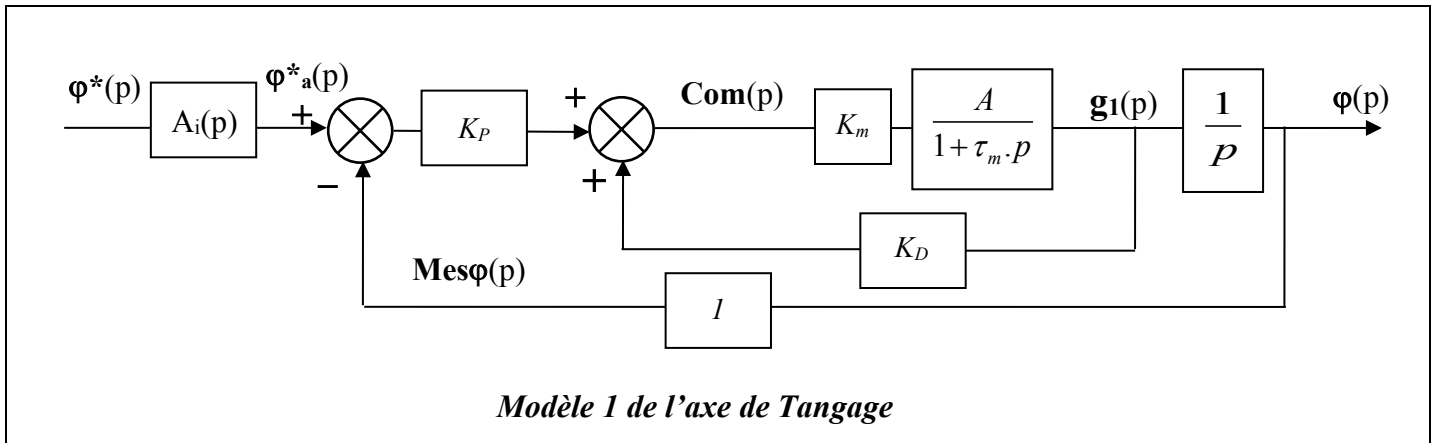 φ*(p)
Ai(p)
φ*a(p)
+
−
KP
+
+
Com(p)
Km
A
1 + τm.p
g1(p)
1
p
φ(p)
KD
Mesφ(p)
1
Modèle 1 de l’axe de Tangage